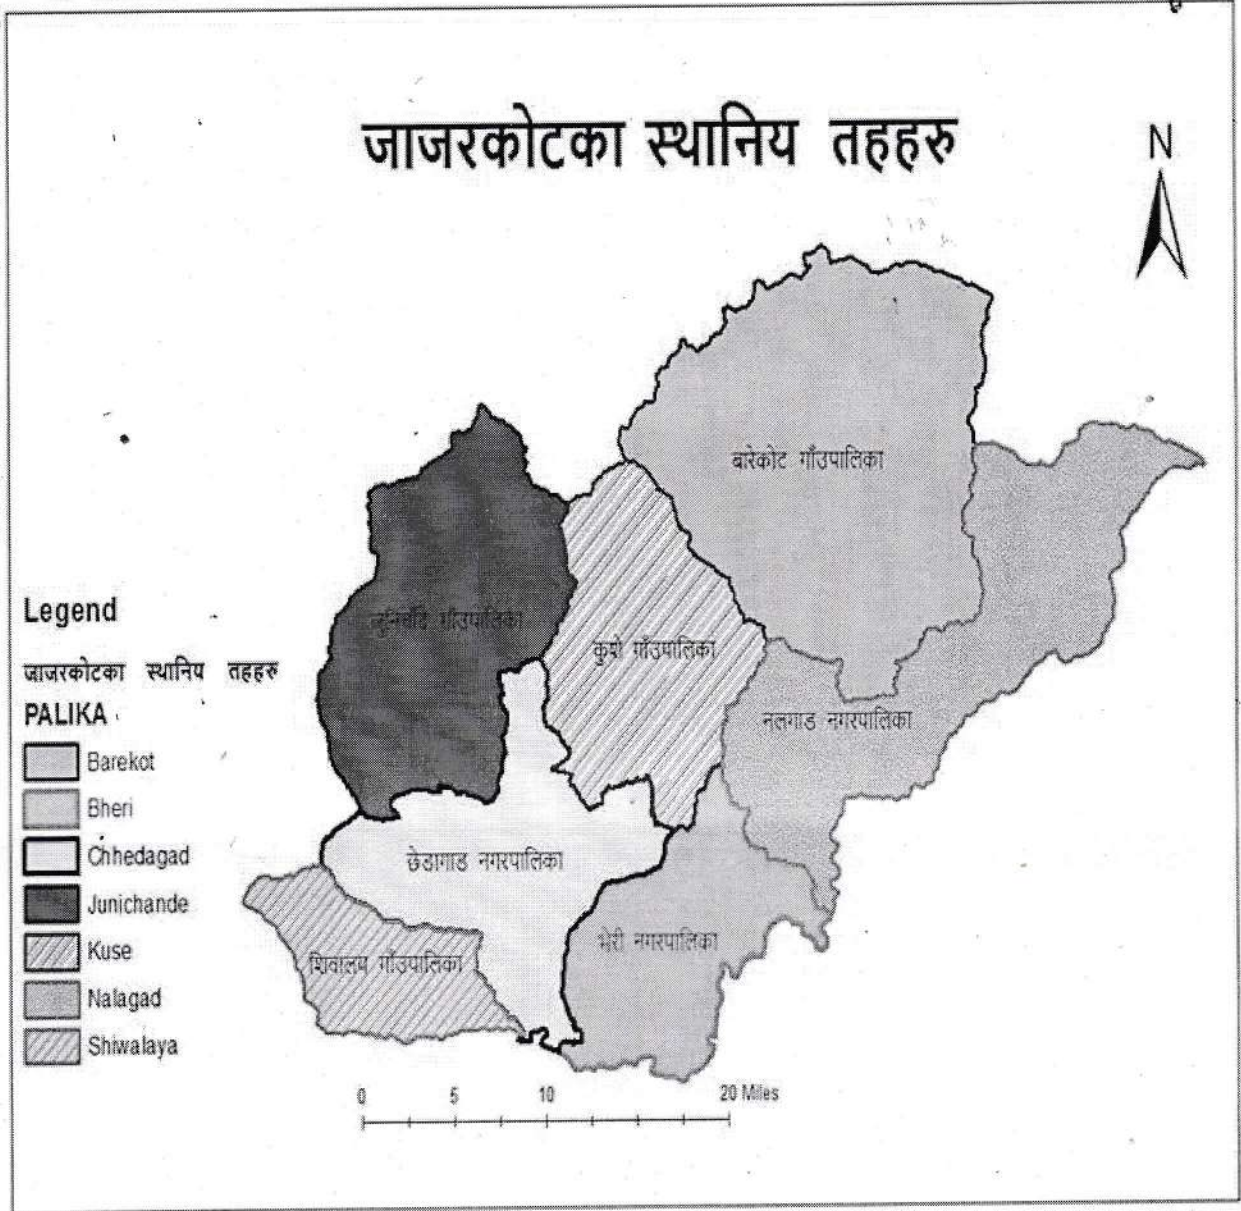 जाजरकोटका स्थानिय तहहरु
N
बारेकोट गाँउपालिका
जुनिचाँदे गाँउपालिका
कुशे गाँउपालिका
नलगाड नगरपालिका
छेडागाड नगरपालिका
भेरी नगरपालिका
शिवालय गाँउपालिका
Legend
जाजरकोटका स्थानिय तहहरु
PALIKA
Barekot
Bheri
Chhedagad
Junichande
Kuse
Nalagad
Shiwalaya
0 5 10 20 Miles